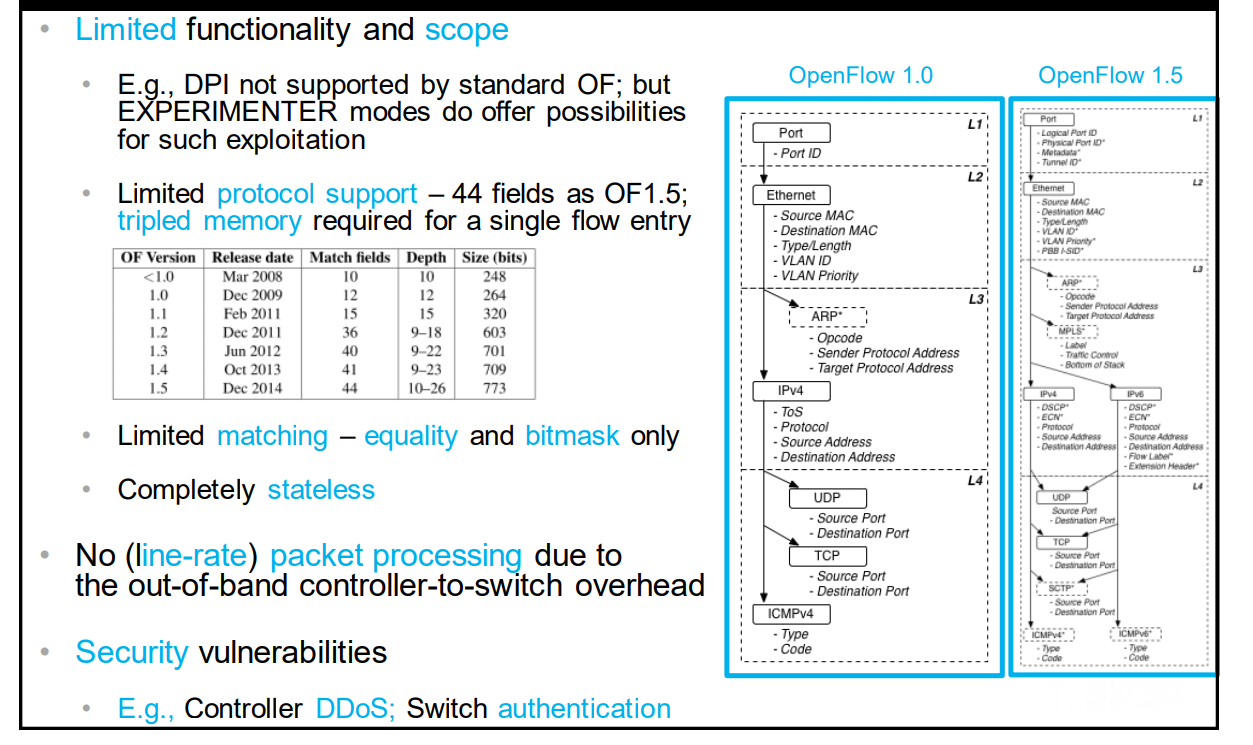 • Limited functionality and scope
• E.g., DPI not supported by standard OF; but
EXPERIMENTER modes do offer possibilities
for such exploitation
• Limited protocol support – 44 fields as OF1.5;
tripled memory required for a single flow entry
OF Version Release date Match fields Depth Size (bits)
<1.0 Mar 2008 10 10 248
1.0 Dec 2009 12 12 264
1.1 Feb 2011 15 15 320
1.2 Dec 2011 36 9–18 603
1.3 Jun 2012 40 9–22 701
1.4 Oct 2013 41 9–23 709
1.5 Dec 2014 44 10–26 773
• Limited matching – equality and bitmask only
• Completely stateless
• No (line-rate) packet processing due to
the out-of-band controller-to-switch overhead
• Security vulnerabilities
• E.g., Controller DDoS; Switch authentication
OpenFlow 1.0
L1
Port
- Port ID
L2
Ethernet
- Source MAC
- Destination MAC
- Type/Length
- VLAN ID
- VLAN Priority
L3
ARP*
- Opcode
- Sender Protocol Address
- Target Protocol Address
IPv4
- ToS
- Protocol
- Source Address
- Destination Address
L4
UDP
- Source Port
- Destination Port
TCP
- Source Port
- Destination Port
ICMPv4
- Type
- Code
OpenFlow 1.5
L1
Port
- Logical Port ID
- Physical Port ID*
- Metadata*
- Tunnel ID*
L2
Ethernet
- Source MAC
- Destination MAC
- Type/Length
- VLAN ID*
- VLAN Priority*
- PBB I-SID*
L3
ARP*
- Opcode
- Sender Protocol Address
- Target Protocol Address
MPLS*
- Label
- Traffic Control
- Bottom of Stack
IPv4
- DSCP*
- ECN*
- Protocol
- Source Address
- Destination Address
IPv6
- DSCP*
- ECN*
- Protocol
- Source Address
- Destination Address
- Flow Label*
- Extension Header*
L4
UDP
Source Port
- Destination Port
TCP
- Source Port
- Destination Port
SCTP*
- Source Port
- Destination Port
ICMPv4*
- Type
- Code
ICMPv6*
- Type
- Code